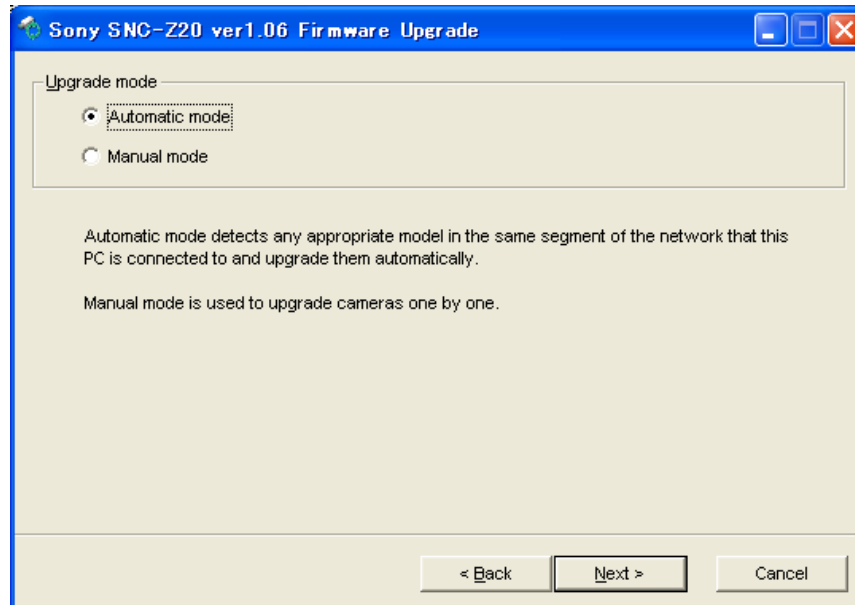 Sony SNC-Z20 ver1.06 Firmware Upgrade
Upgrade mode
Automatic mode
Manual mode
Automatic mode detects any appropriate model in the same segment of the network that this
PC is connected to and upgrade them automatically.
Manual mode is used to upgrade cameras one by one.
< Back
Next >
Cancel